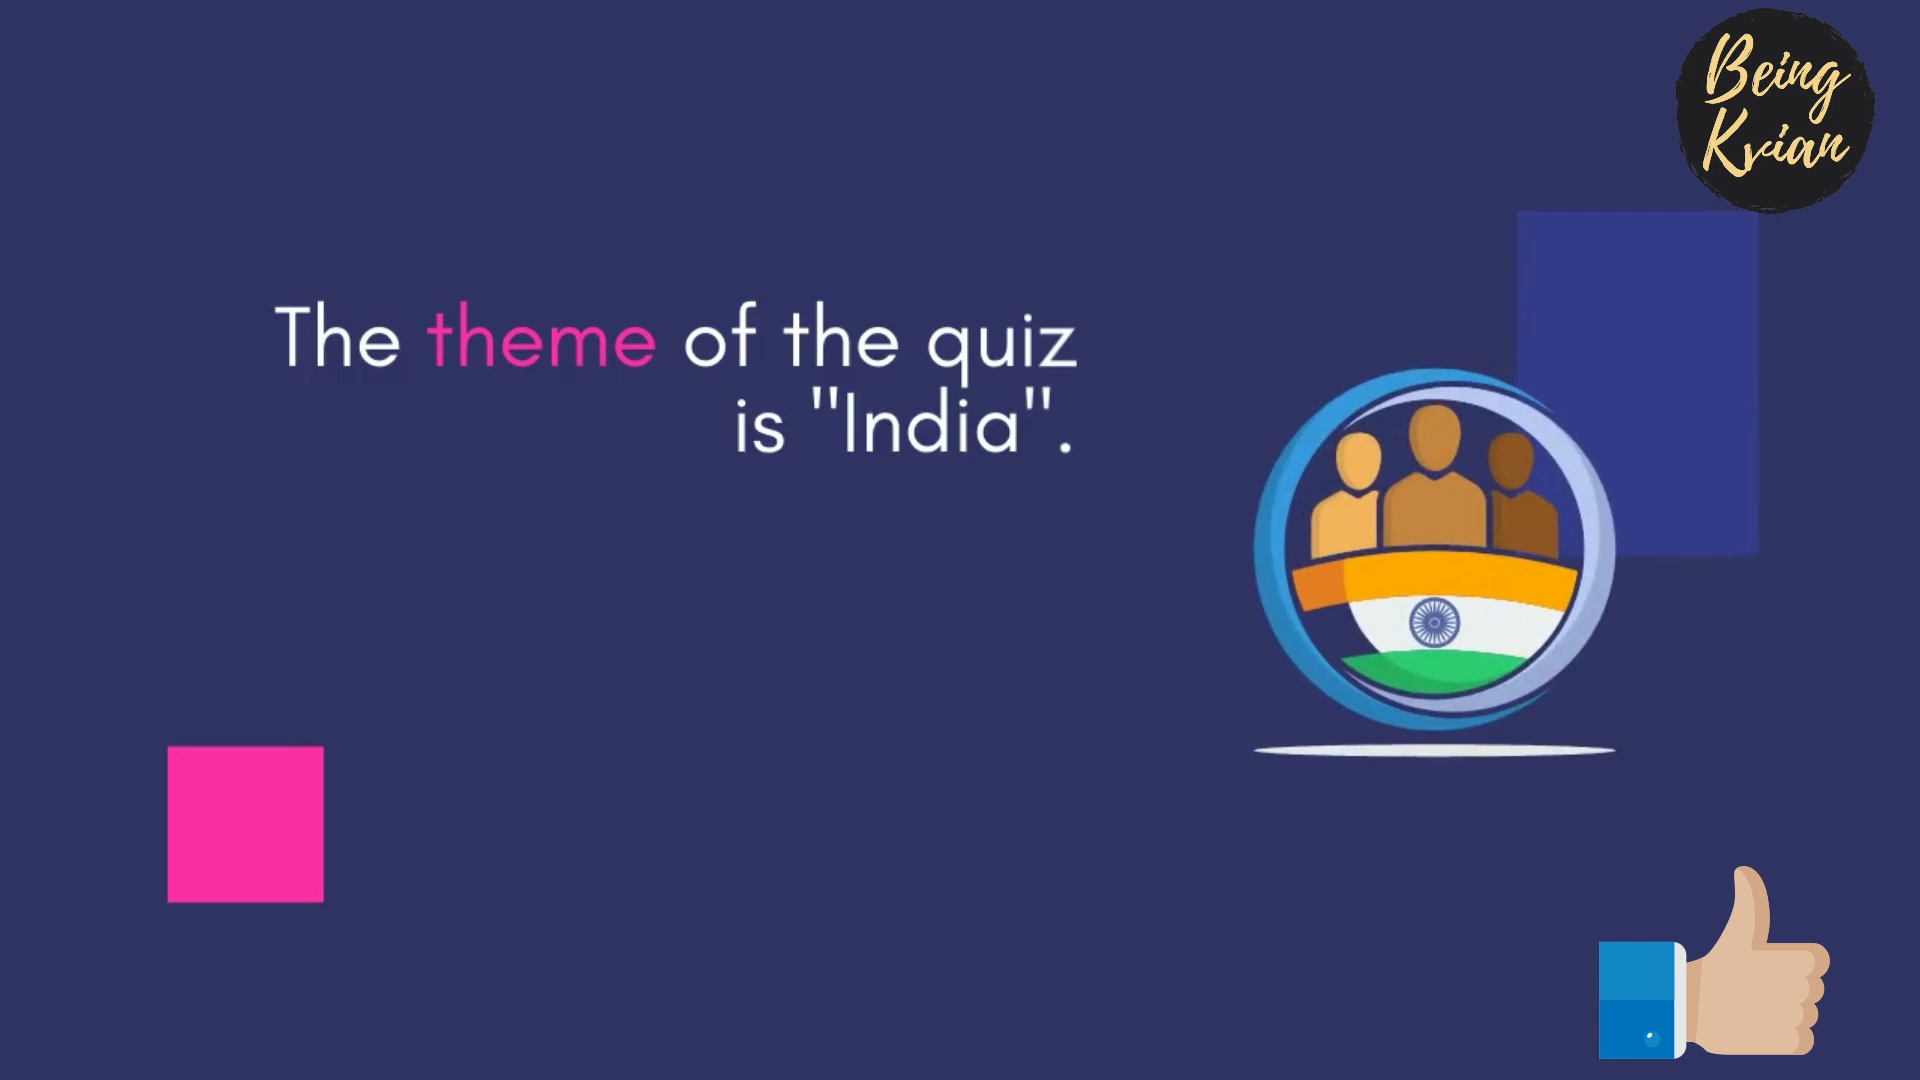 Being
Kvian
The theme of the quiz
is "India".